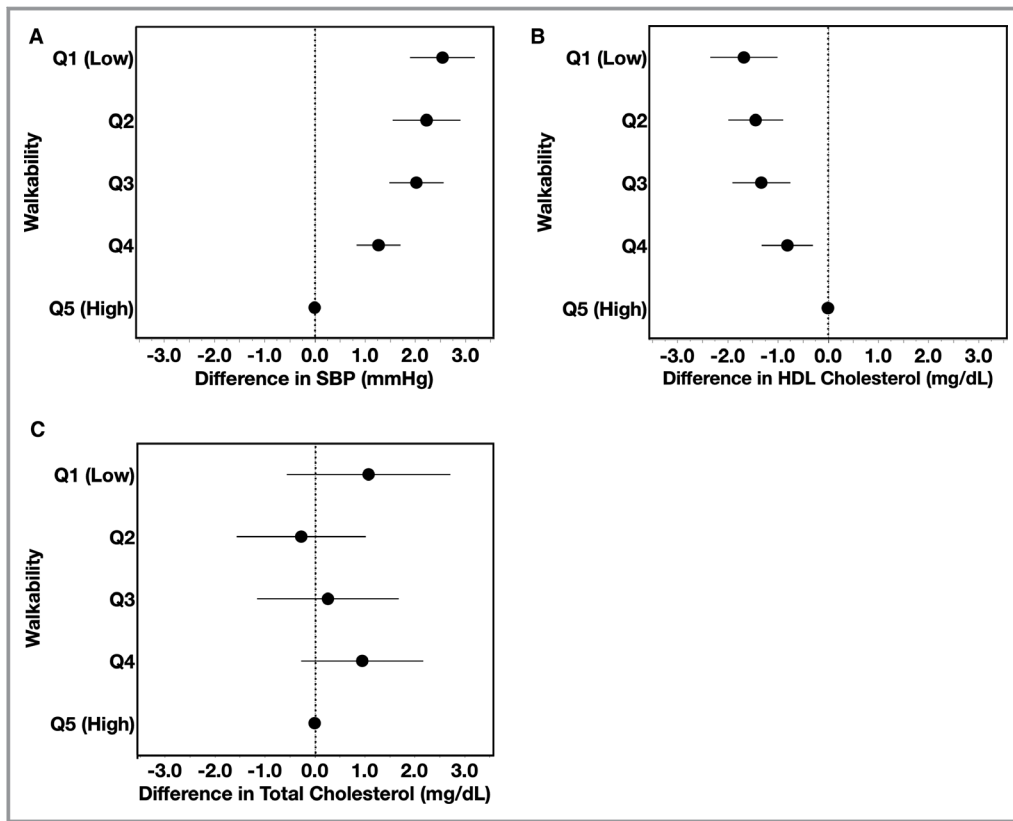 A
Q1 (Low)
Q2
Q3
Q4
Q5 (High)
Walkability
-3.0 -2.0 -1.0 0.0 1.0 2.0 3.0
Difference in SBP (mmHg)
B
Q1 (Low)
Q2
Q3
Q4
Q5 (High)
Walkability
-3.0 -2.0 -1.0 0.0 1.0 2.0 3.0
Difference in HDL Cholesterol (mg/dL)
C
Q1 (Low)
Q2
Q3
Q4
Q5 (High)
Walkability
-3.0 -2.0 -1.0 0.0 1.0 2.0 3.0
Difference in Total Cholesterol (mg/dL)